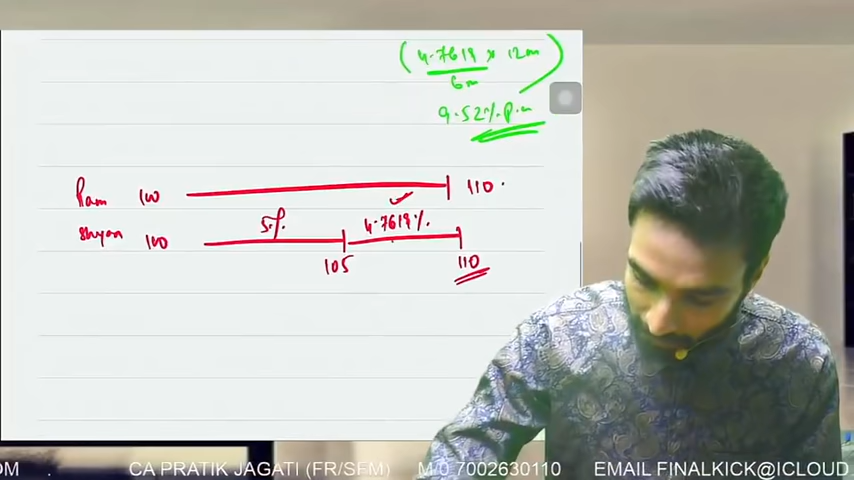 (4.7619 x 12m)
6m
9.52% p.a
Ram 100 110.
5% 4.7619%.
Shyam 100
105 110
OM . CA PRATIK JAGATI (FR/SFM) M 0 7002630110 EMAIL FINALKICK@ICLOUD